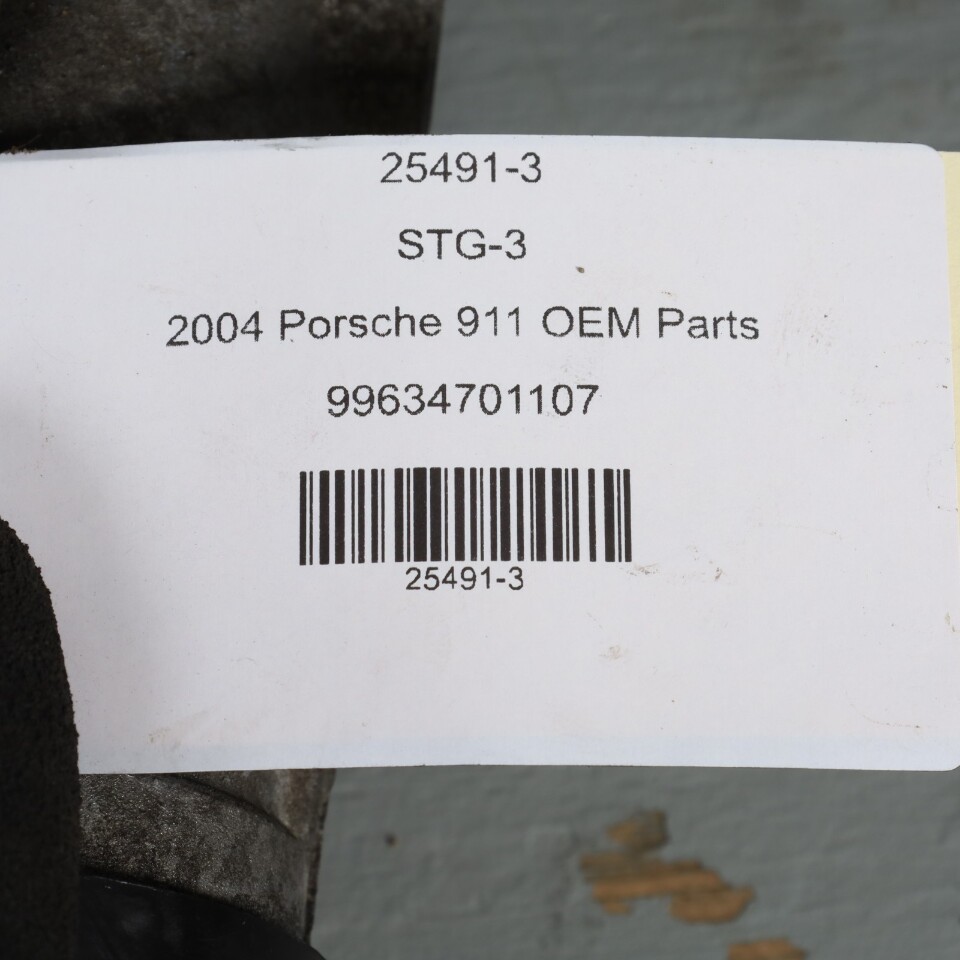 25491-3
STG-3
2004 Porsche 911 OEM Parts
99634701107
25491-3